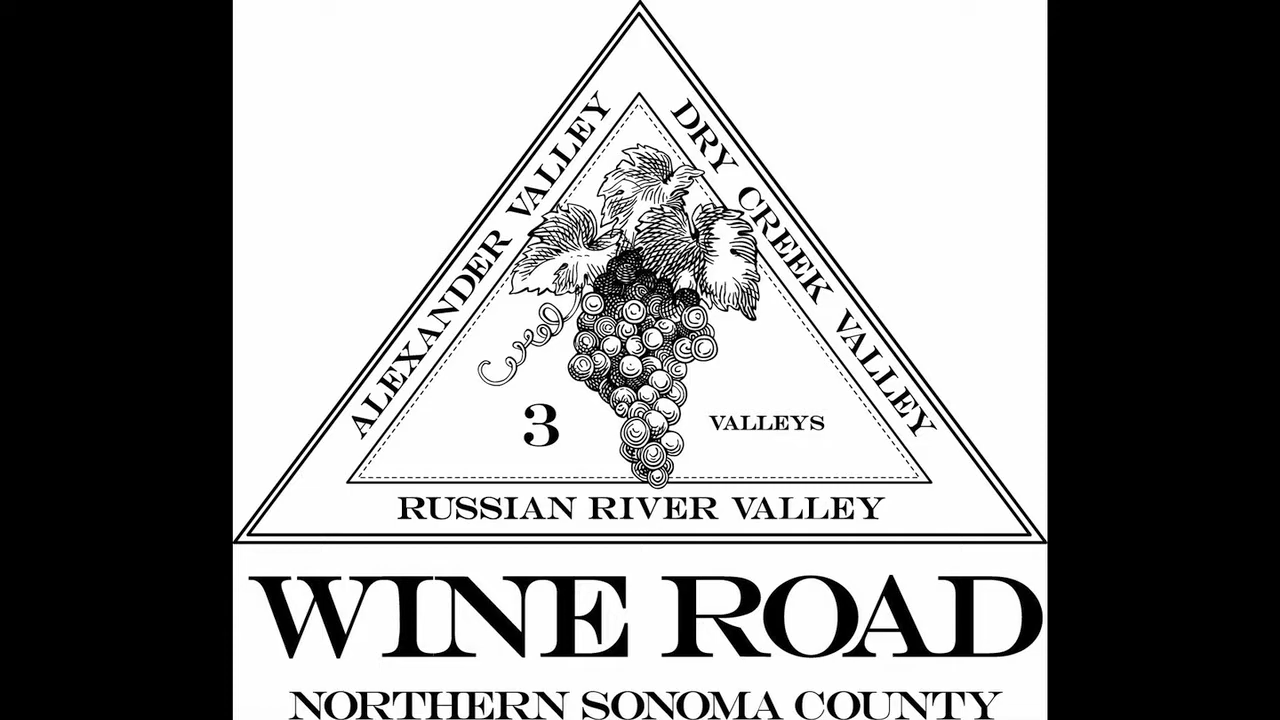 ALEXANDER VALLEY
DRY CREEK VALLEY
3 VALLEYS
RUSSIAN RIVER VALLEY
WINE ROAD
NORTHERN SONOMA COUNTY